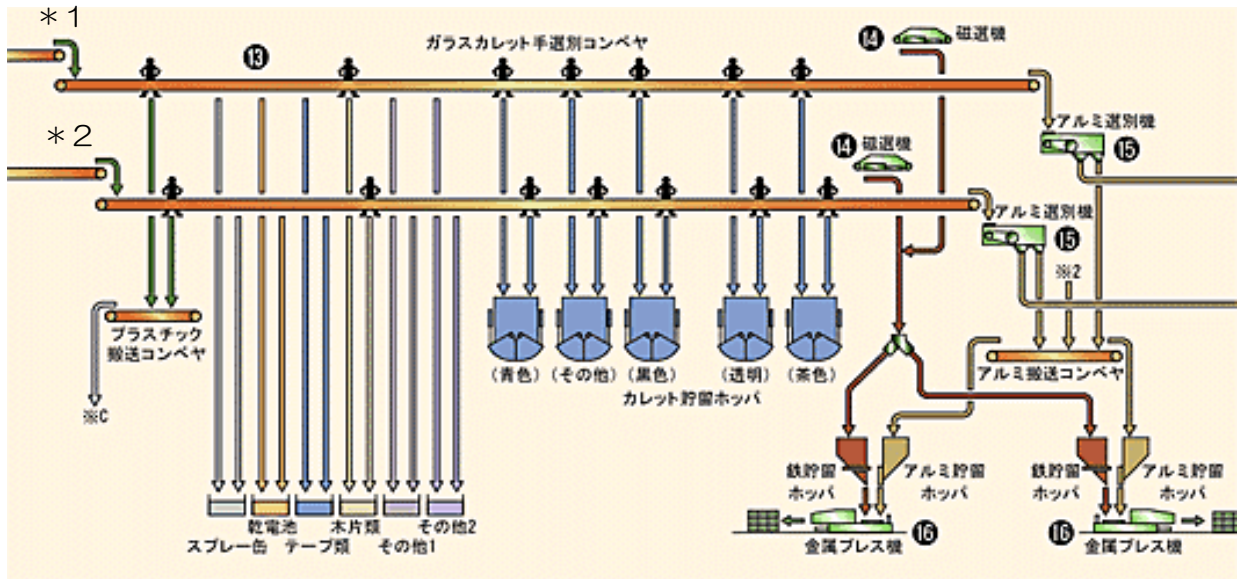 ＊1
ガラスカレット手選別コンベヤ
⑬
⑭
磁選機
アルミ選別機
⑮
＊2
⑭
磁選機
アルミ選別機
⑮
※2
プラスチック
搬送コンベヤ
※C
(青色)
(その他)
(黒色)
(透明)
(茶色)
カレット貯留ホッパ
アルミ搬送コンベヤ
鉄貯留
ホッパ
アルミ貯留
ホッパ
鉄貯留
ホッパ
アルミ貯留
ホッパ
乾電池
木片類
その他2
スプレー缶
テープ類
その他1
金属プレス機
⑯
⑯
金属プレス機